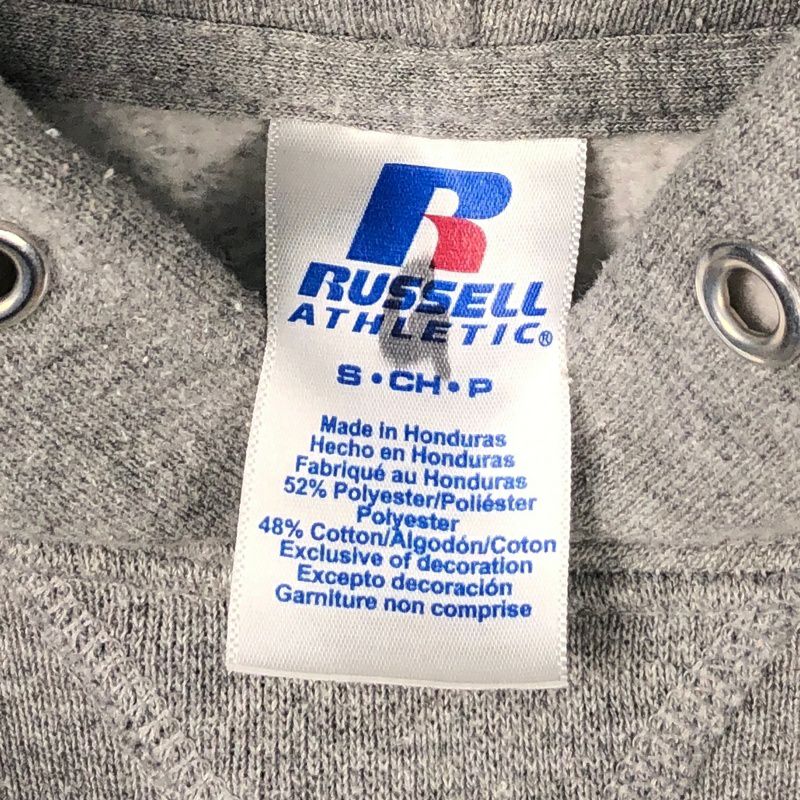 R
RUSSELL
ATHLETIC®
S • CH • P
Made in Honduras
Hecho en Honduras
Fabriqué au Honduras
52% Polyester/Poliéster
Polyester
48% Cotton/Algodón/Coton
Exclusive of decoration
Excepto decoración
Garniture non comprise